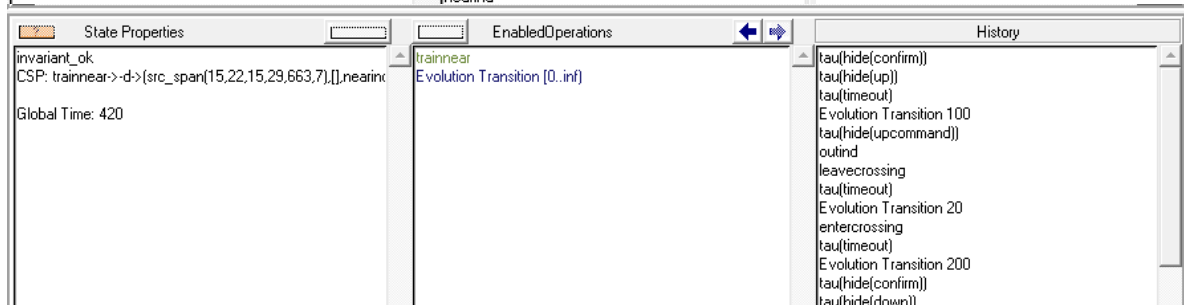 ?
State Properties
EnabledOperations
History
invariant_ok
CSP: trainnear->-d->(src_span(15,22,15,29,663,7),[],nearin
Global Time: 420
trainnear
Evolution Transition [0..inf)
tau(hide(confirm))
tau(hide(up))
tau(timeout)
Evolution Transition 100
tau(hide(upcommand))
outind
leavecrossing
tau(timeout)
Evolution Transition 20
entercrossing
tau(timeout)
Evolution Transition 200
tau(hide(confirm))
tau(hide(down))